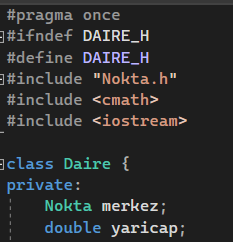 #pragma once
#ifndef DAIRE_H
#define DAIRE_H
#include "Nokta.h"
#include <cmath>
#include <iostream>
class Daire {
private:
Nokta merkez;
double yaricap;